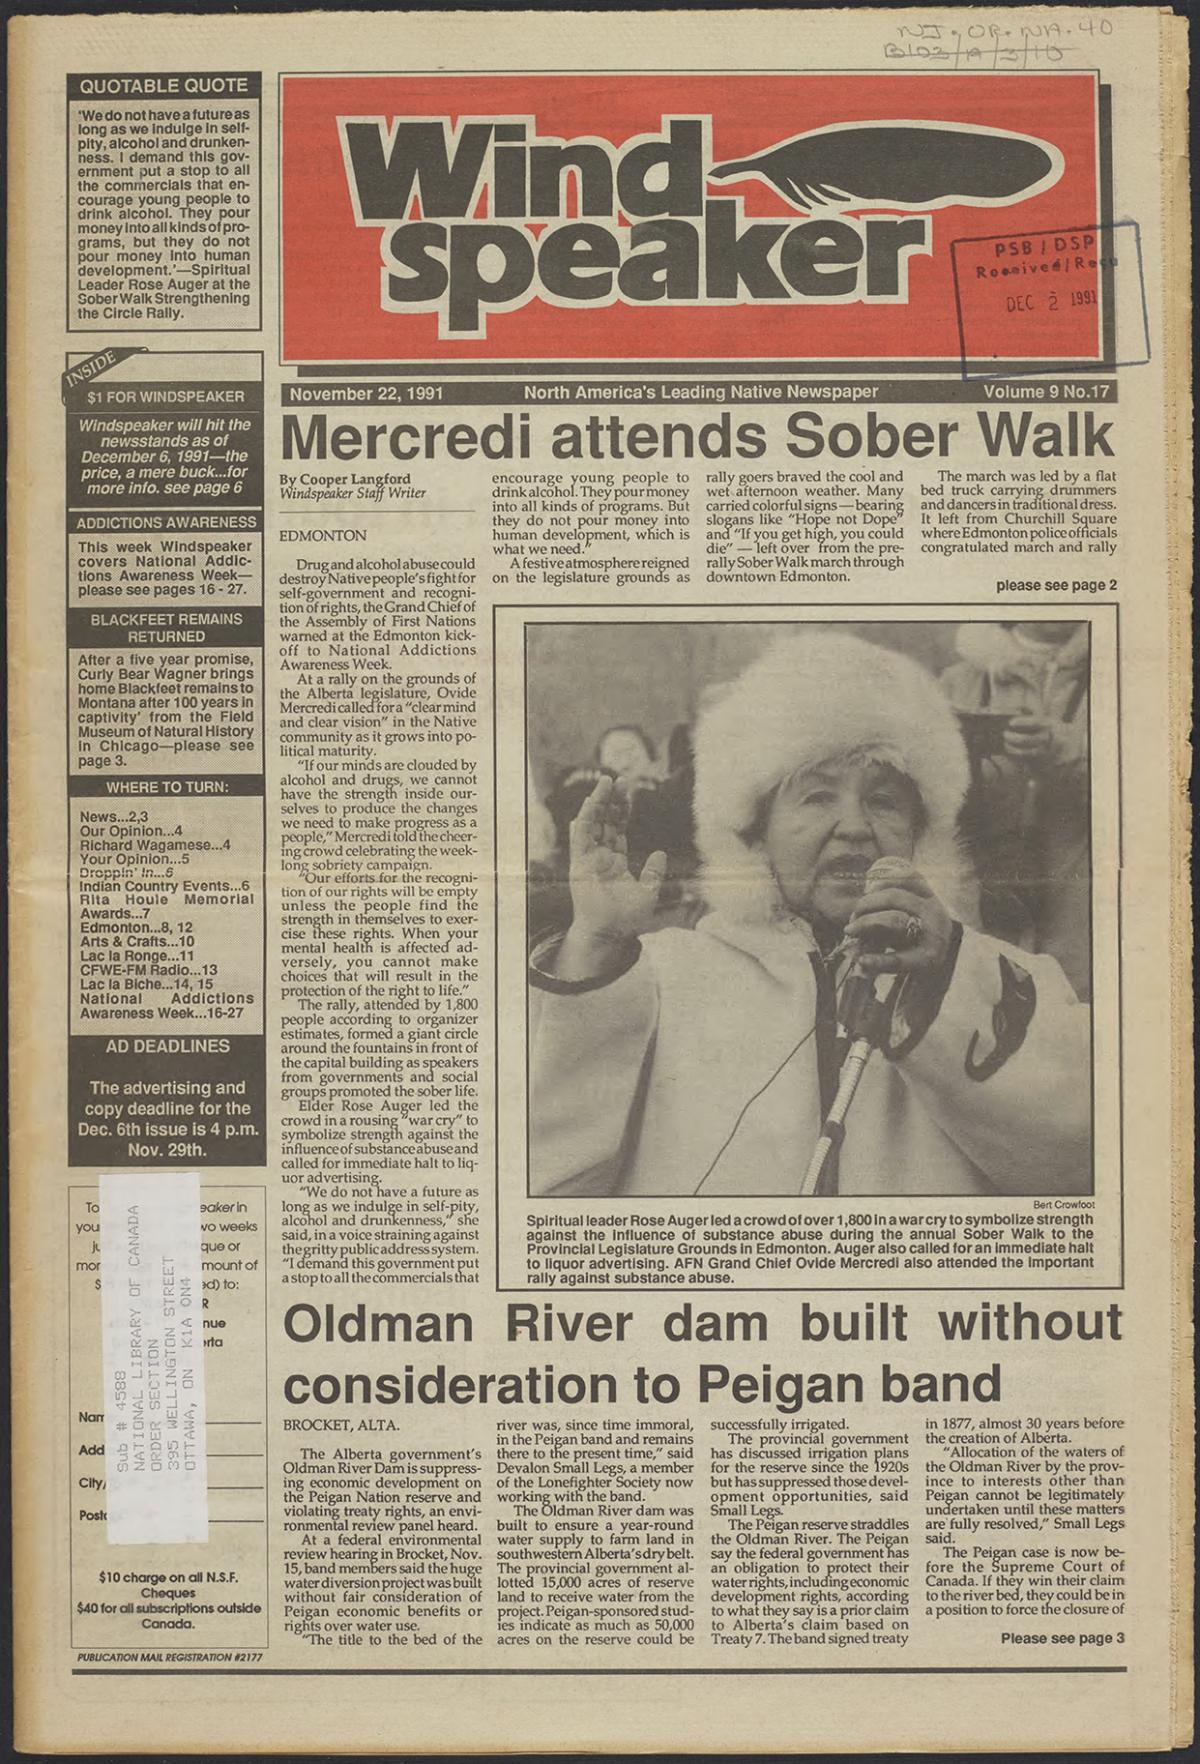 NJ.OR.NA.40
B103/A/3/10
QUOTABLE QUOTE
'We do not have a future as
long as we indulge in self-
pity, alcohol and drunken-
ness. I demand this gov-
ernment put a stop to all
the commercials that en-
courage young people to
drink alcohol. They pour
money into all kinds of pro-
grams, but they do not
pour money into human
development.'—Spiritual
Leader Rose Auger at the
Sober Walk Strengthening
the Circle Rally.
Wind
speaker
PSB / DSP
Received/Reçu
DEC 2 1991
INSIDE
$1 FOR WINDSPEAKER
Windspeaker will hit the
newsstands as of
December 6, 1991—the
price, a mere buck...for
more info. see page 6
ADDICTIONS AWARENESS
This week Windspeaker
covers National Addic-
tions Awareness Week—
please see pages 16 - 27.
BLACKFEET REMAINS
RETURNED
After a five year promise,
Curly Bear Wagner brings
home Blackfeet remains to
Montana after 100 years in
captivity' from the Field
Museum of Natural History
in Chicago—please see
page 3.
WHERE TO TURN:
News...2,3
Our Opinion...4
Richard Wagamese...4
Your Opinion...5
Droppin' In...6
Indian Country Events...6
Rita Houle Memorial
Awards...7
Edmonton...8, 12
Arts & Crafts...10
Lac la Ronge...11
CFWE-FM Radio...13
Lac la Biche...14, 15
National Addictions
Awareness Week...16-27
AD DEADLINES
The advertising and
copy deadline for the
Dec. 6th issue is 4 p.m.
Nov. 29th.
November 22, 1991 North America's Leading Native Newspaper Volume 9 No.17
Mercredi attends Sober Walk
By Cooper Langford
Windspeaker Staff Writer
EDMONTON
Drug and alcohol abuse could
destroy Native people's fight for
self-government and recogni-
tion of rights, the Grand Chief of
the Assembly of First Nations
warned at the Edmonton kick-
off to National Addictions
Awareness Week.
At a rally on the grounds of
the Alberta legislature, Ovide
Mercredi called for a "clear mind
and clear vision" in the Native
community as it grows into po-
litical maturity.
"If our minds are clouded by
alcohol and drugs, we cannot
have the strength inside our-
selves to produce the changes
we need to make progress as a
people," Mercredi told the cheer-
ing crowd celebrating the week-
long sobriety campaign.
"Our efforts for the recogni-
tion of our rights will be empty
unless the people find the
strength in themselves to exer-
cise these rights. When your
mental health is affected ad-
versely, you cannot make
choices that will result in the
protection of the right to life."
The rally, attended by 1,800
people according to organizer
estimates, formed a giant circle
around the fountains in front of
the capital building as speakers
from governments and social
groups promoted the sober life.
Elder Rose Auger led the
crowd in a rousing "war cry" to
symbolize strength against the
influence of substance abuse and
called for immediate halt to liq-
uor advertising.
"We do not have a future as
long as we indulge in self-pity,
alcohol and drunkenness," she
said, in a voice straining against
the gritty public address system.
"I demand this government put
a stop to all the commercials that
encourage young people to
drink alcohol. They pour money
into all kinds of programs. But
they do not pour money into
human development, which is
what we need."
A festive atmosphere reigned
on the legislature grounds as
rally goers braved the cool and
wet afternoon weather. Many
carried colorful signs — bearing
slogans like "Hope not Dope"
and "If you get high, you could
die" — left over from the pre-
rally Sober Walk march through
downtown Edmonton.
The march was led by a flat
bed truck carrying drummers
and dancers in traditional dress.
It left from Churchill Square
where Edmonton police officials
congratulated march and rally
please see page 2
Bert Crowfoot
Spiritual leader Rose Auger led a crowd of over 1,800 in a war cry to symbolize strength
against the influence of substance abuse during the annual Sober Walk to the
Provincial Legislature Grounds in Edmonton. Auger also called for an immediate halt
to liquor advertising. AFN Grand Chief Ovide Mercredi also attended the important
rally against substance abuse.
Oldman River dam built without
consideration to Peigan band
BROCKET, ALTA.
The Alberta government's
Oldman River Dam is suppress-
ing economic development on
the Peigan Nation reserve and
violating treaty rights, an envi-
ronmental review panel heard.
At a federal environmental
review hearing in Brocket, Nov.
15, band members said the huge
water diversion project was built
without fair consideration of
Peigan economic benefits or
rights over water use.
"The title to the bed of the
river was, since time immoral,
in the Peigan band and remains
there to the present time," said
Devalon Small Legs, a member
of the Lonefighter Society now
working with the band.
The Oldman River dam was
built to ensure a year-round
water supply to farm land in
southwestern Alberta's dry belt.
The provincial government al-
lotted 15,000 acres of reserve
land to receive water from the
project. Peigan-sponsored stud-
ies indicate as much as 50,000
acres on the reserve could be
successfully irrigated.
The provincial government
has discussed irrigation plans
for the reserve since the 1920s
but has suppressed those devel-
opment opportunities, said
Small Legs.
The Peigan reserve straddles
the Oldman River. The Peigan
say the federal government has
an obligation to protect their
water rights, including economic
development rights, according
to what they say is a prior claim
to Alberta's claim based on
Treaty 7. The band signed treaty
in 1877, almost 30 years before
the creation of Alberta.
"Allocation of the waters of
the Oldman River by the prov-
ince to interests other than
Peigan cannot be legitimately
undertaken until these matters
are fully resolved," Small Legs
said.
The Peigan case is now be-
fore the Supreme Court of
Canada. If they win their claim
to the river bed, they could be in
a position to force the closure of
Please see page 3
To eaker in
you wo weeks
ju que or
mor mount of
$ ed) to:
R
nue
erta
Nam
Add
City/
Posto
Sub # 4588
NATIONAL LIBRARY OF CANADA
ORDER SECTION
395 WELLINGTON STREET
OTTAWA, ON K1A ON4
$10 charge on all N.S.F.
Cheques
$40 for all subscriptions outside
Canada.
PUBLICATION MAIL REGISTRATION #2177